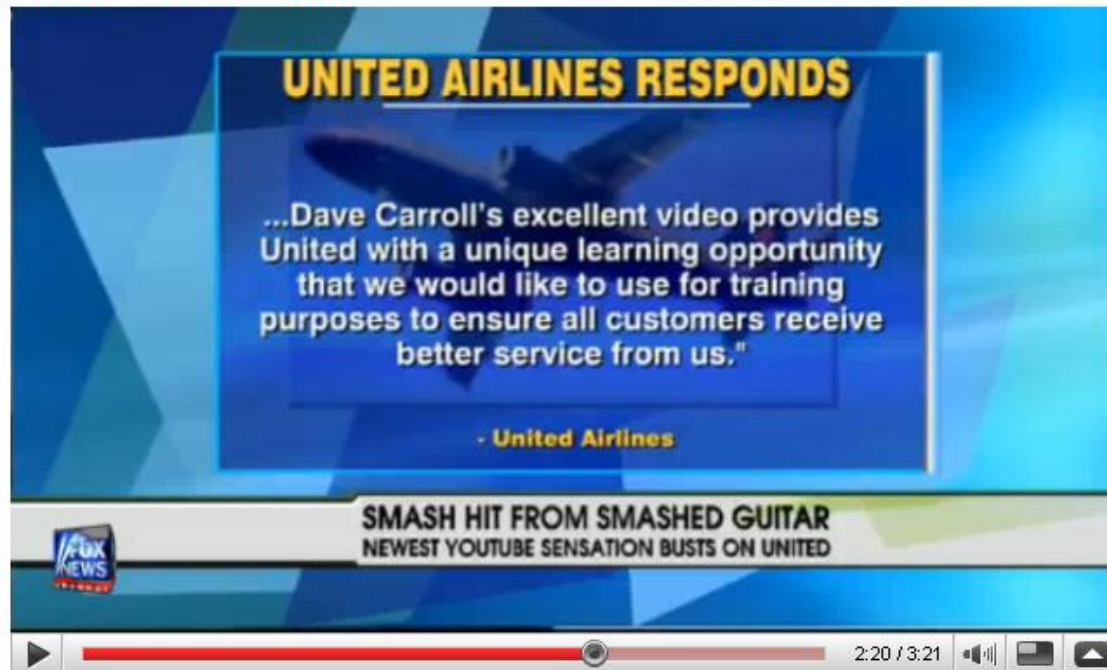 UNITED AIRLINES RESPONDS
...Dave Carroll's excellent video provides
United with a unique learning opportunity
that we would like to use for training
purposes to ensure all customers receive
better service from us."
- United Airlines
SMASH HIT FROM SMASHED GUITAR
NEWEST YOUTUBE SENSATION BUSTS ON UNITED
FOX
NEWS
channel
2:20 / 3:21